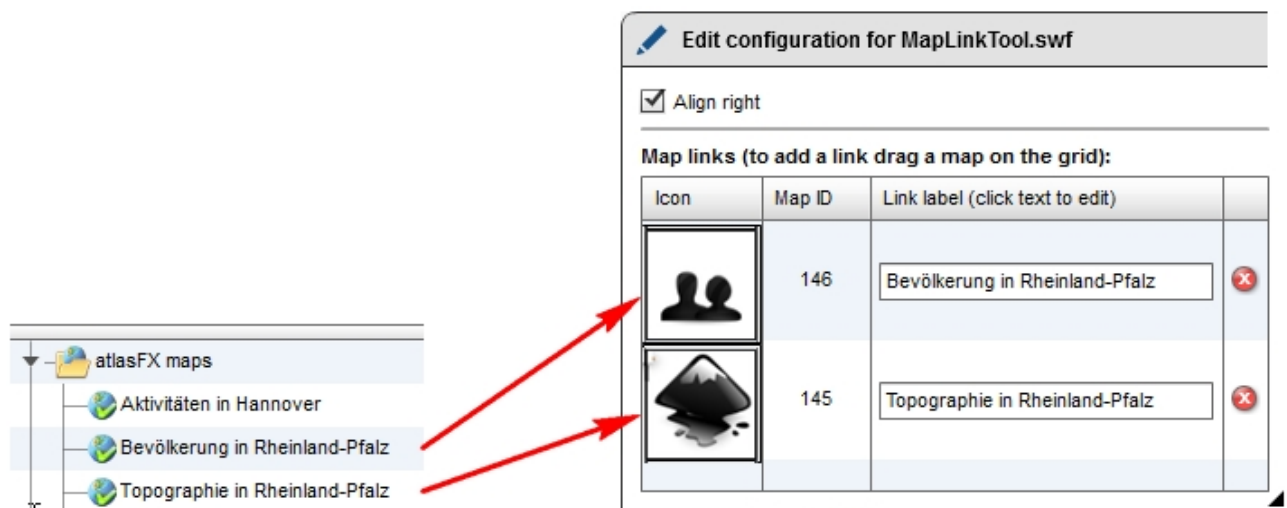 Edit configuration for MapLinkTool.swf
Align right
Map links (to add a link drag a map on the grid):
Icon Map ID Link label (click text to edit)
146 Bevölkerung in Rheinland-Pfalz
145 Topographie in Rheinland-Pfalz
atlasFX maps
Aktivitäten in Hannover
Bevölkerung in Rheinland-Pfalz
Topographie in Rheinland-Pfalz